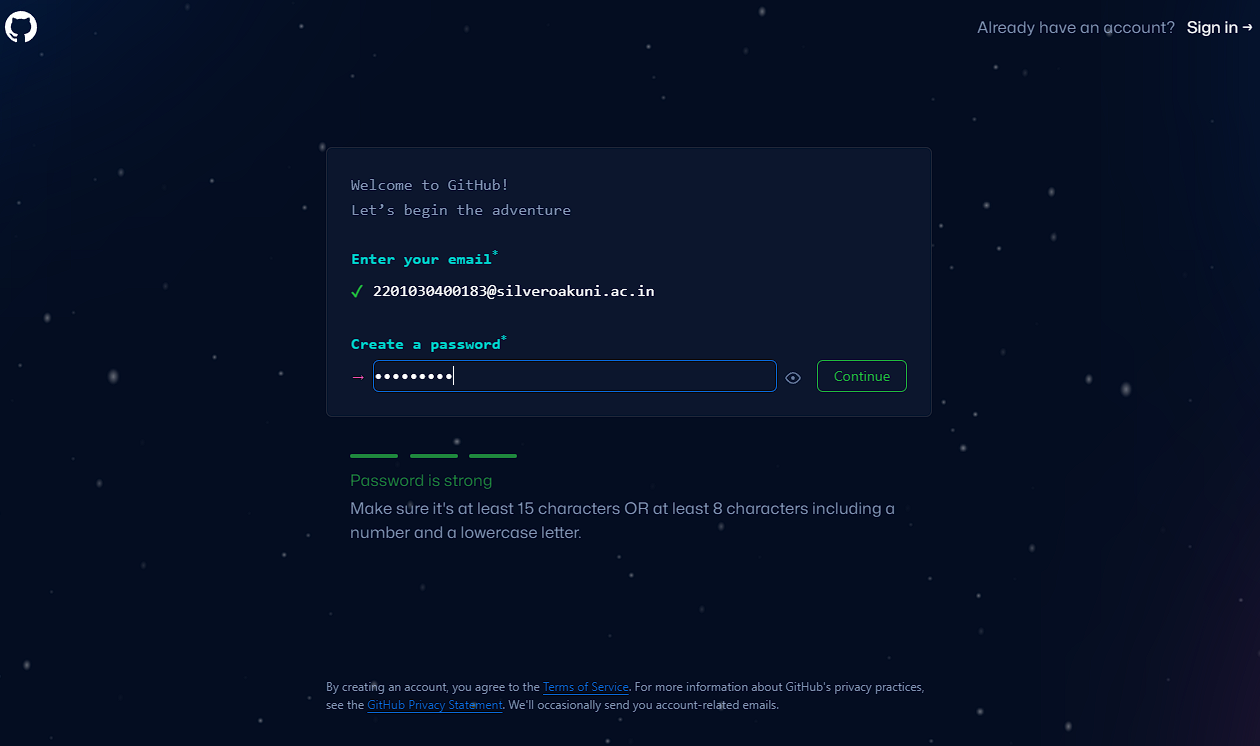 Already have an account? Sign in →
Welcome to GitHub!
Let’s begin the adventure
Enter your email*
✓ 2201030400183@silveroakuni.ac.in
Create a password*
→ •••••••••
Continue
Password is strong
Make sure it's at least 15 characters OR at least 8 characters including a
number and a lowercase letter.
By creating an account, you agree to the Terms of Service. For more information about GitHub's privacy practices,
see the GitHub Privacy Statement. We'll occasionally send you account-related emails.